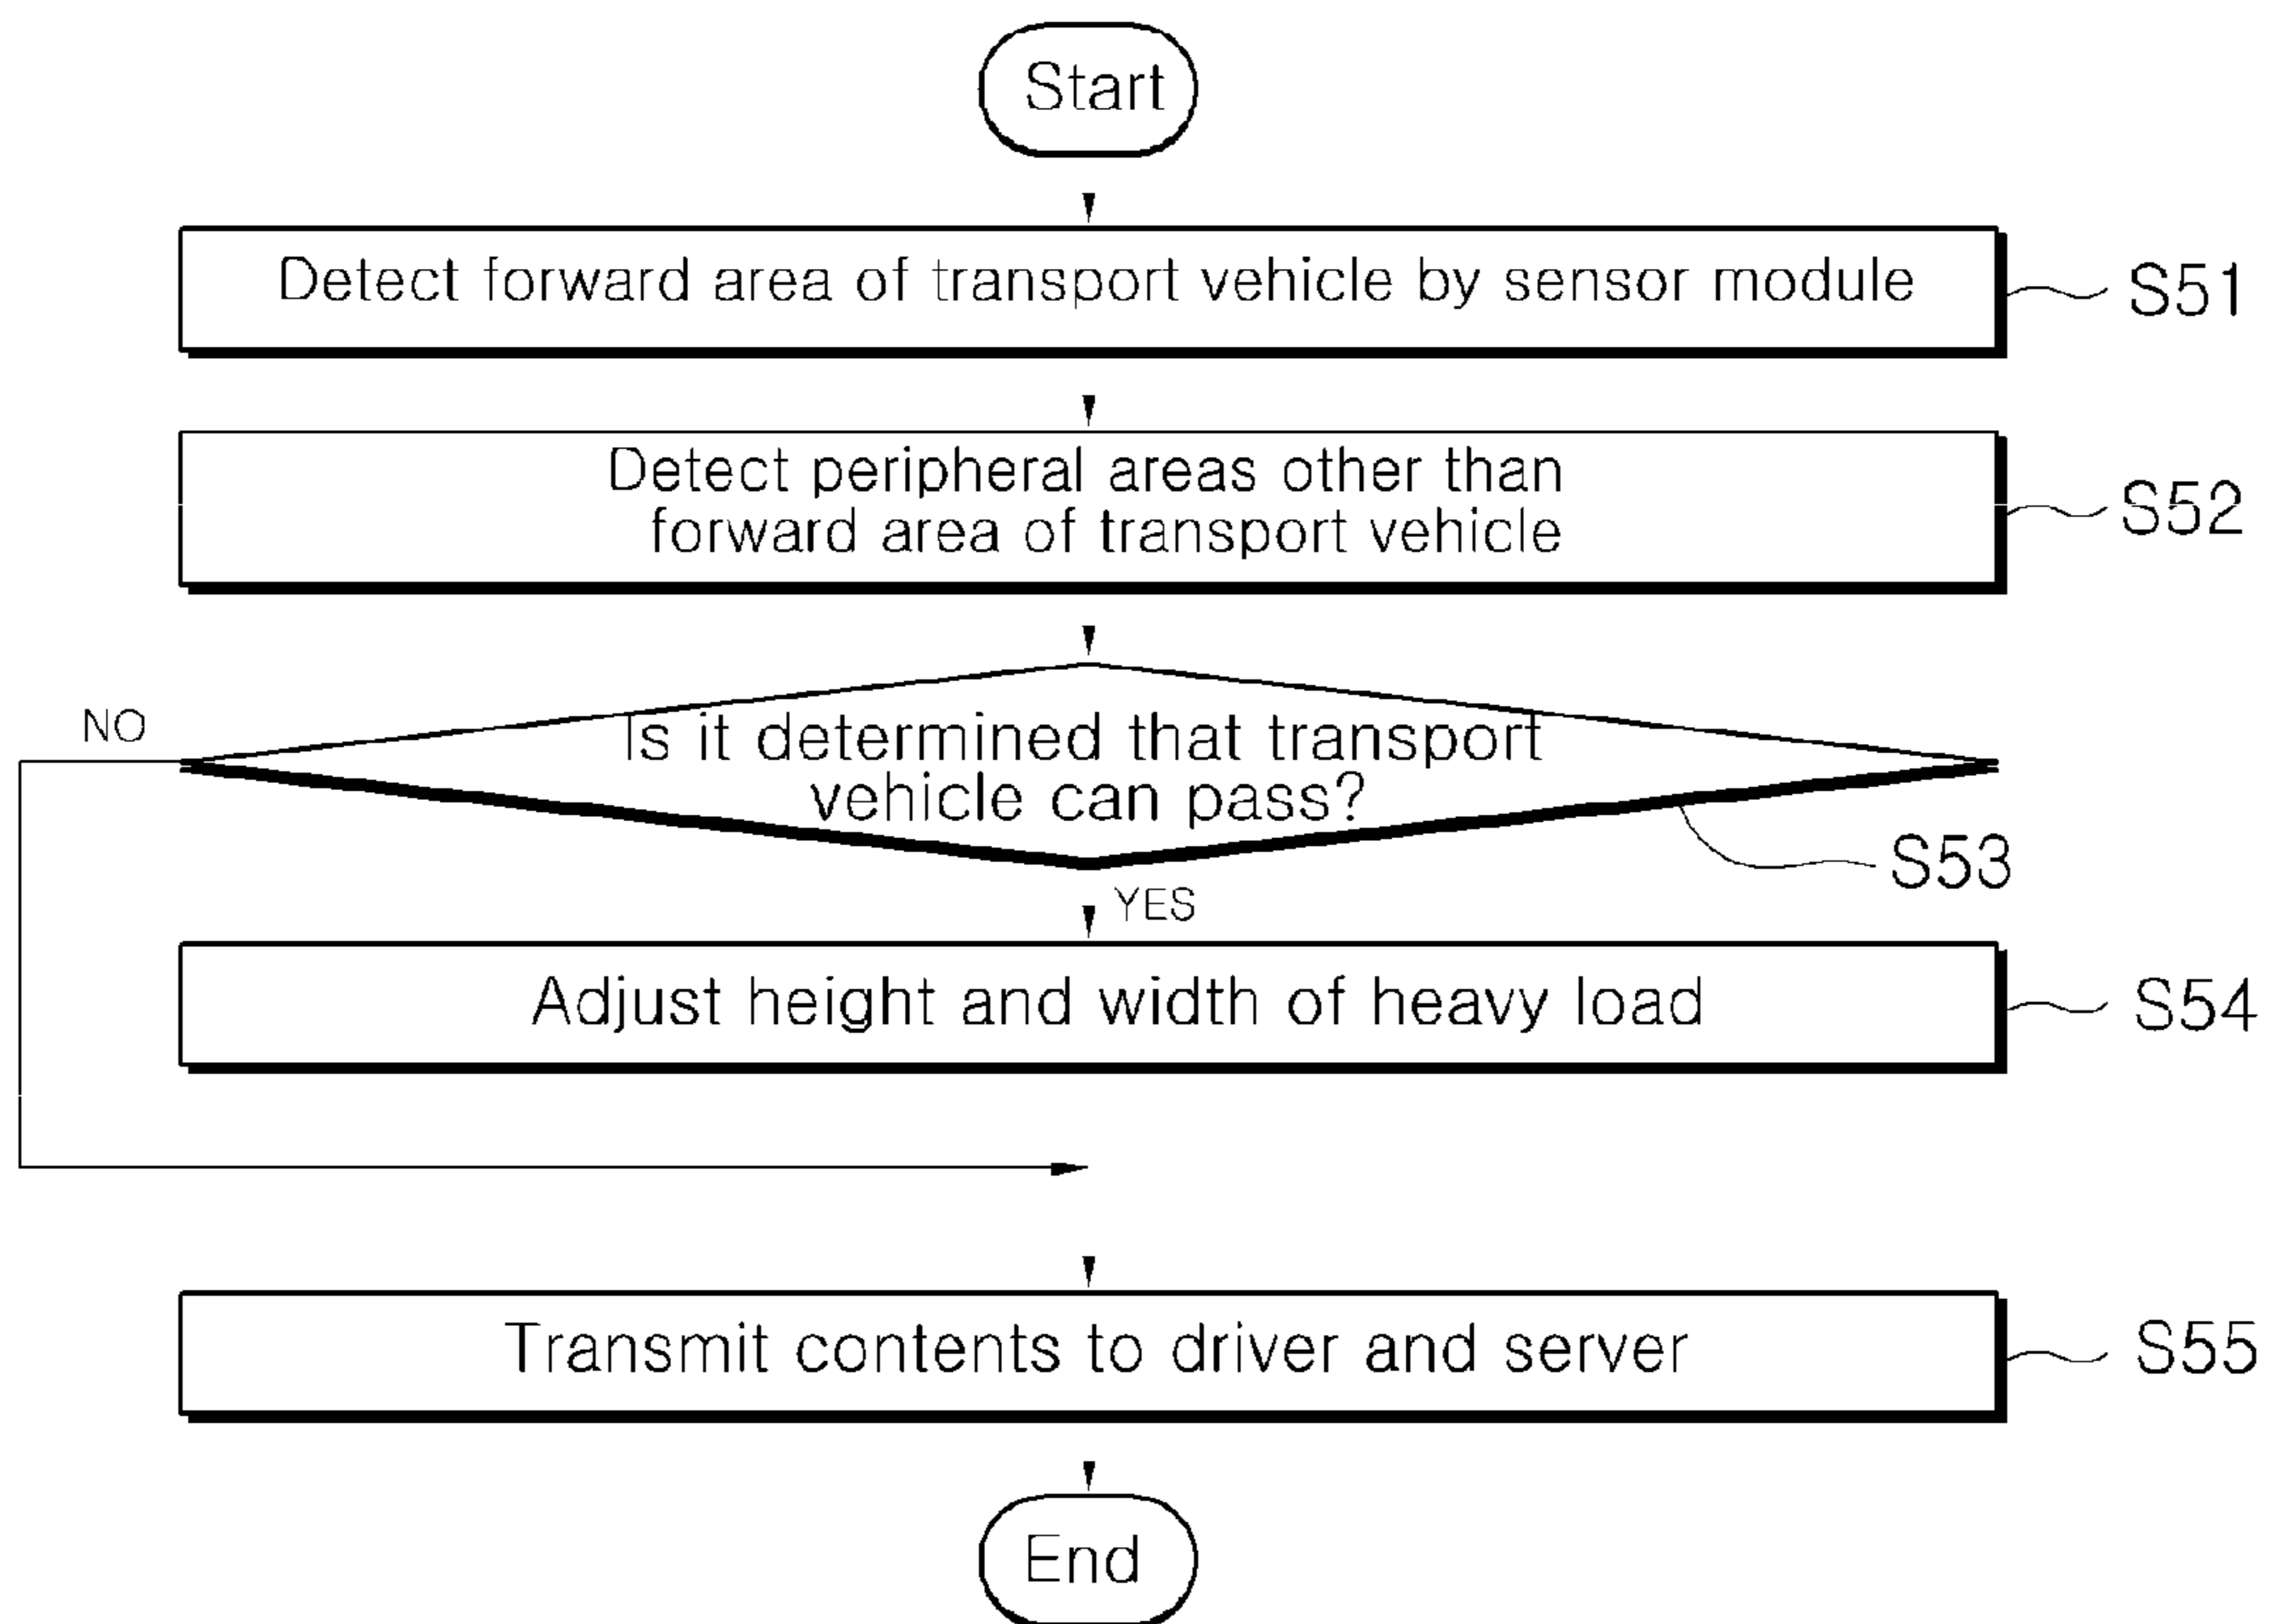 Start
Detect forward area of transport vehicle by sensor module
S51
Detect peripheral areas other than
forward area of transport vehicle
S52
NO
Is it determined that transport
vehicle can pass?
S53
YES
Adjust height and width of heavy load
S54
Transmit contents to driver and server
S55
End